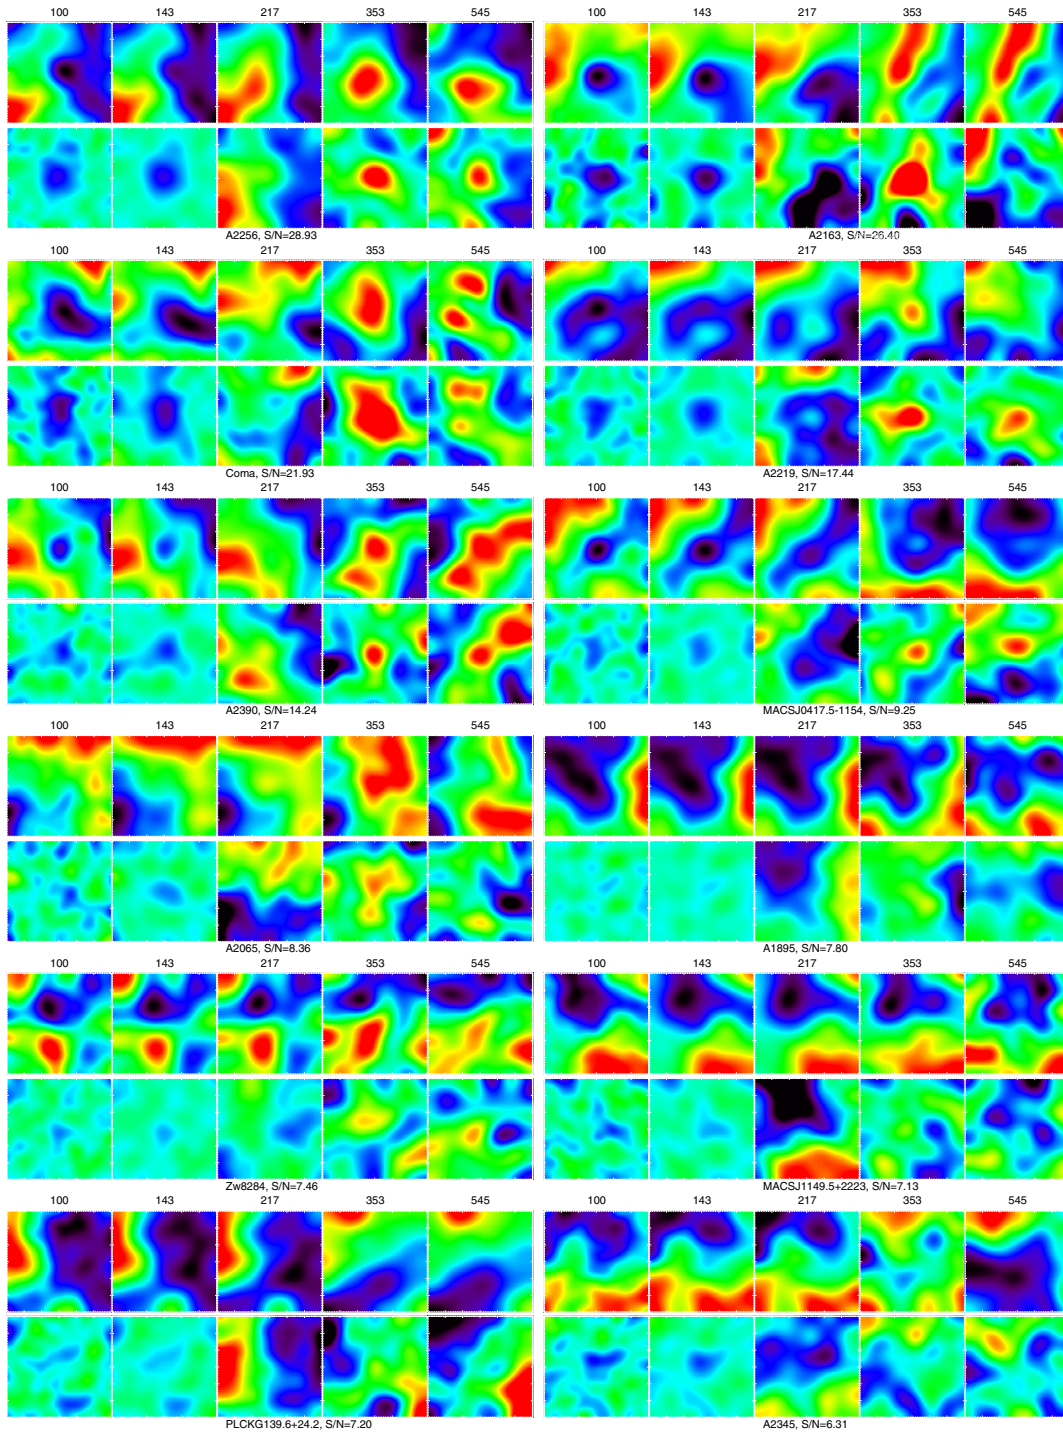 100 143 217 353 545 100 143 217 353 545
A2256, S/N=28.93 A2163, S/N=26.40
Coma, S/N=21.93 A2219, S/N=17.44
100 143 217 353 545 100 143 217 353 545
100 143 217 353 545 100 143 217 353 545
A2390, S/N=14.24 MACSJ0417.5-1154, S/N=9.25
100 143 217 353 545 100 143 217 353 545
A2065, S/N=8.36 A1895, S/N=7.80
100 143 217 353 545 100 143 217 353 545
Zw8284, S/N=7.46 MACSJ1149.5+2223, S/N=7.13
100 143 217 353 545 100 143 217 353 545
PLCKG139.6+24.2, S/N=7.20 A2345, S/N=6.31